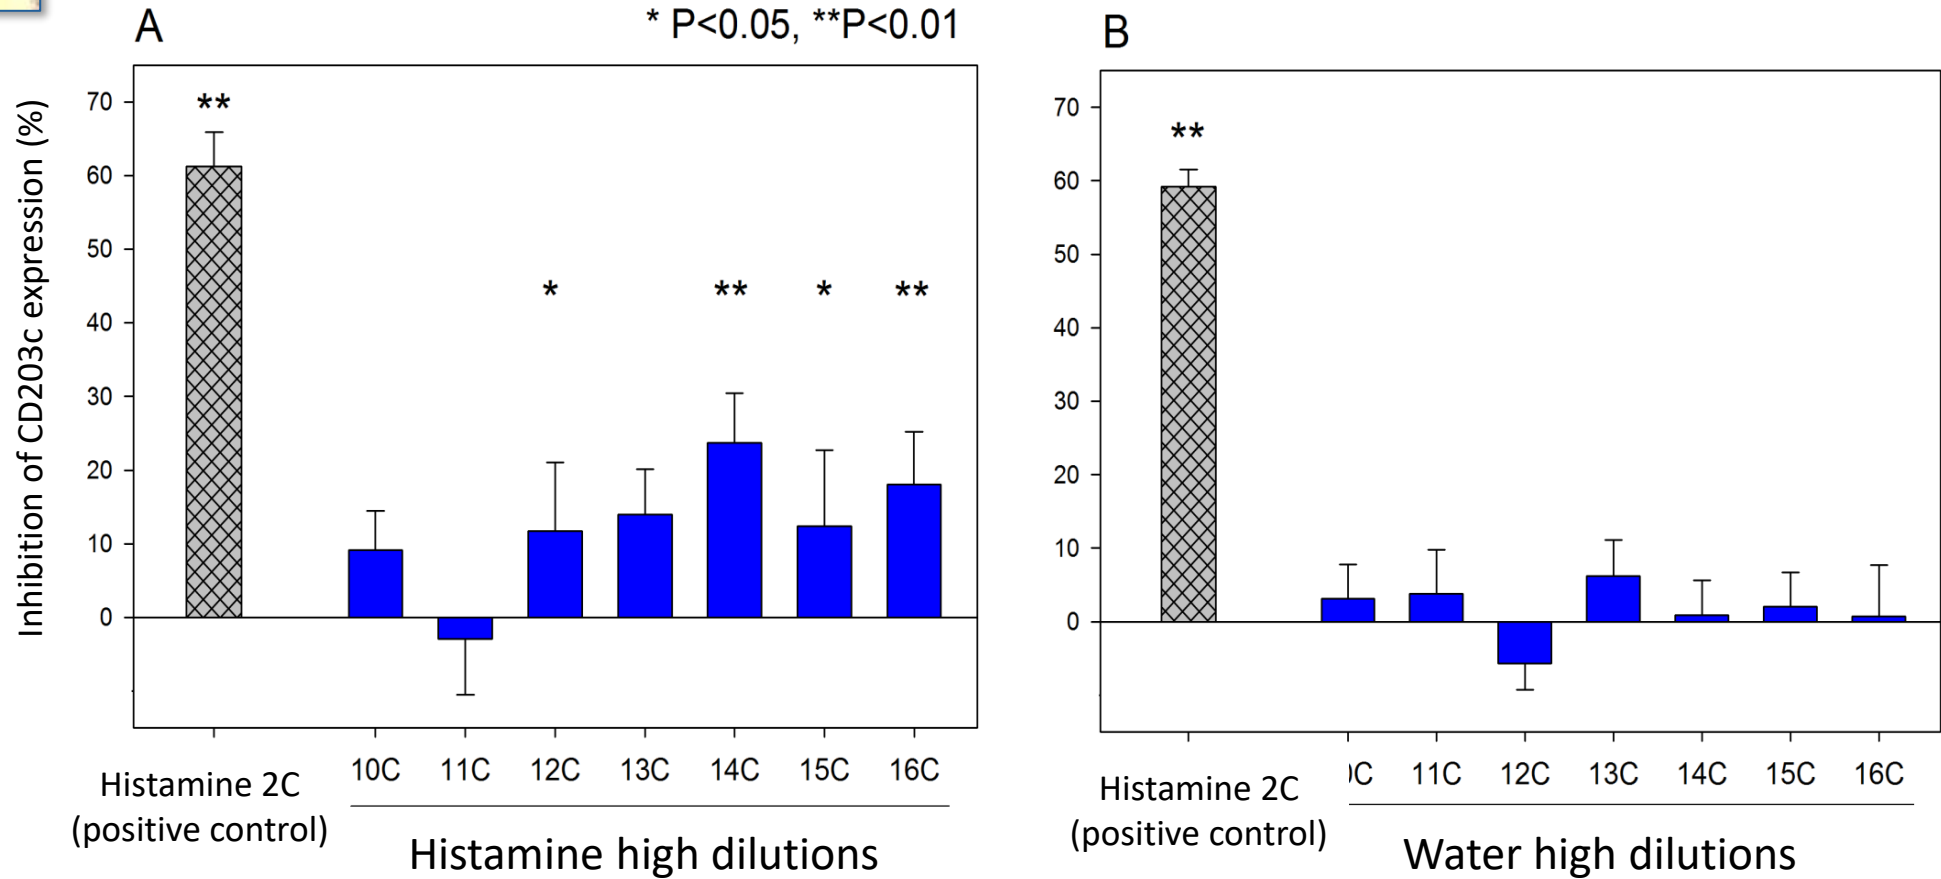 A
* P<0.05, **P<0.01
B
Inhibition of CD203c expression (%)
70
60
50
40
30
20
10
0
**
*
**
*
**
10C 11C 12C 13C 14C 15C 16C
Histamine 2C
(positive control)
Histamine high dilutions
70
60
50
40
30
20
10
0
**
0C 11C 12C 13C 14C 15C 16C
Histamine 2C
(positive control)
Water high dilutions